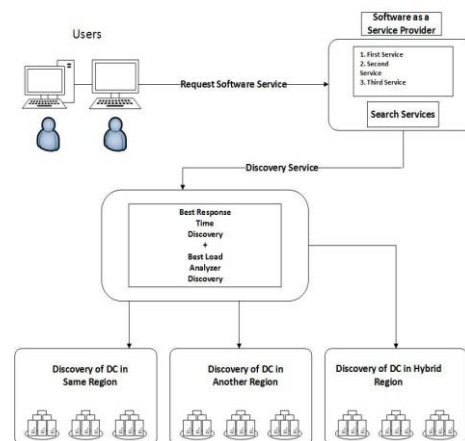 Users
Software as a
Service Provider
1. First Service
2. Second
Service
3. Third Service
Search Services
Request Software Service
Discovery Service
Best Response
Time
Discovery
+
Best Load
Analyzer
Discovery
Discovery of DC in
Same Region
Discovery of DC in
Another Region
Discovery of DC in Hybrid
Region